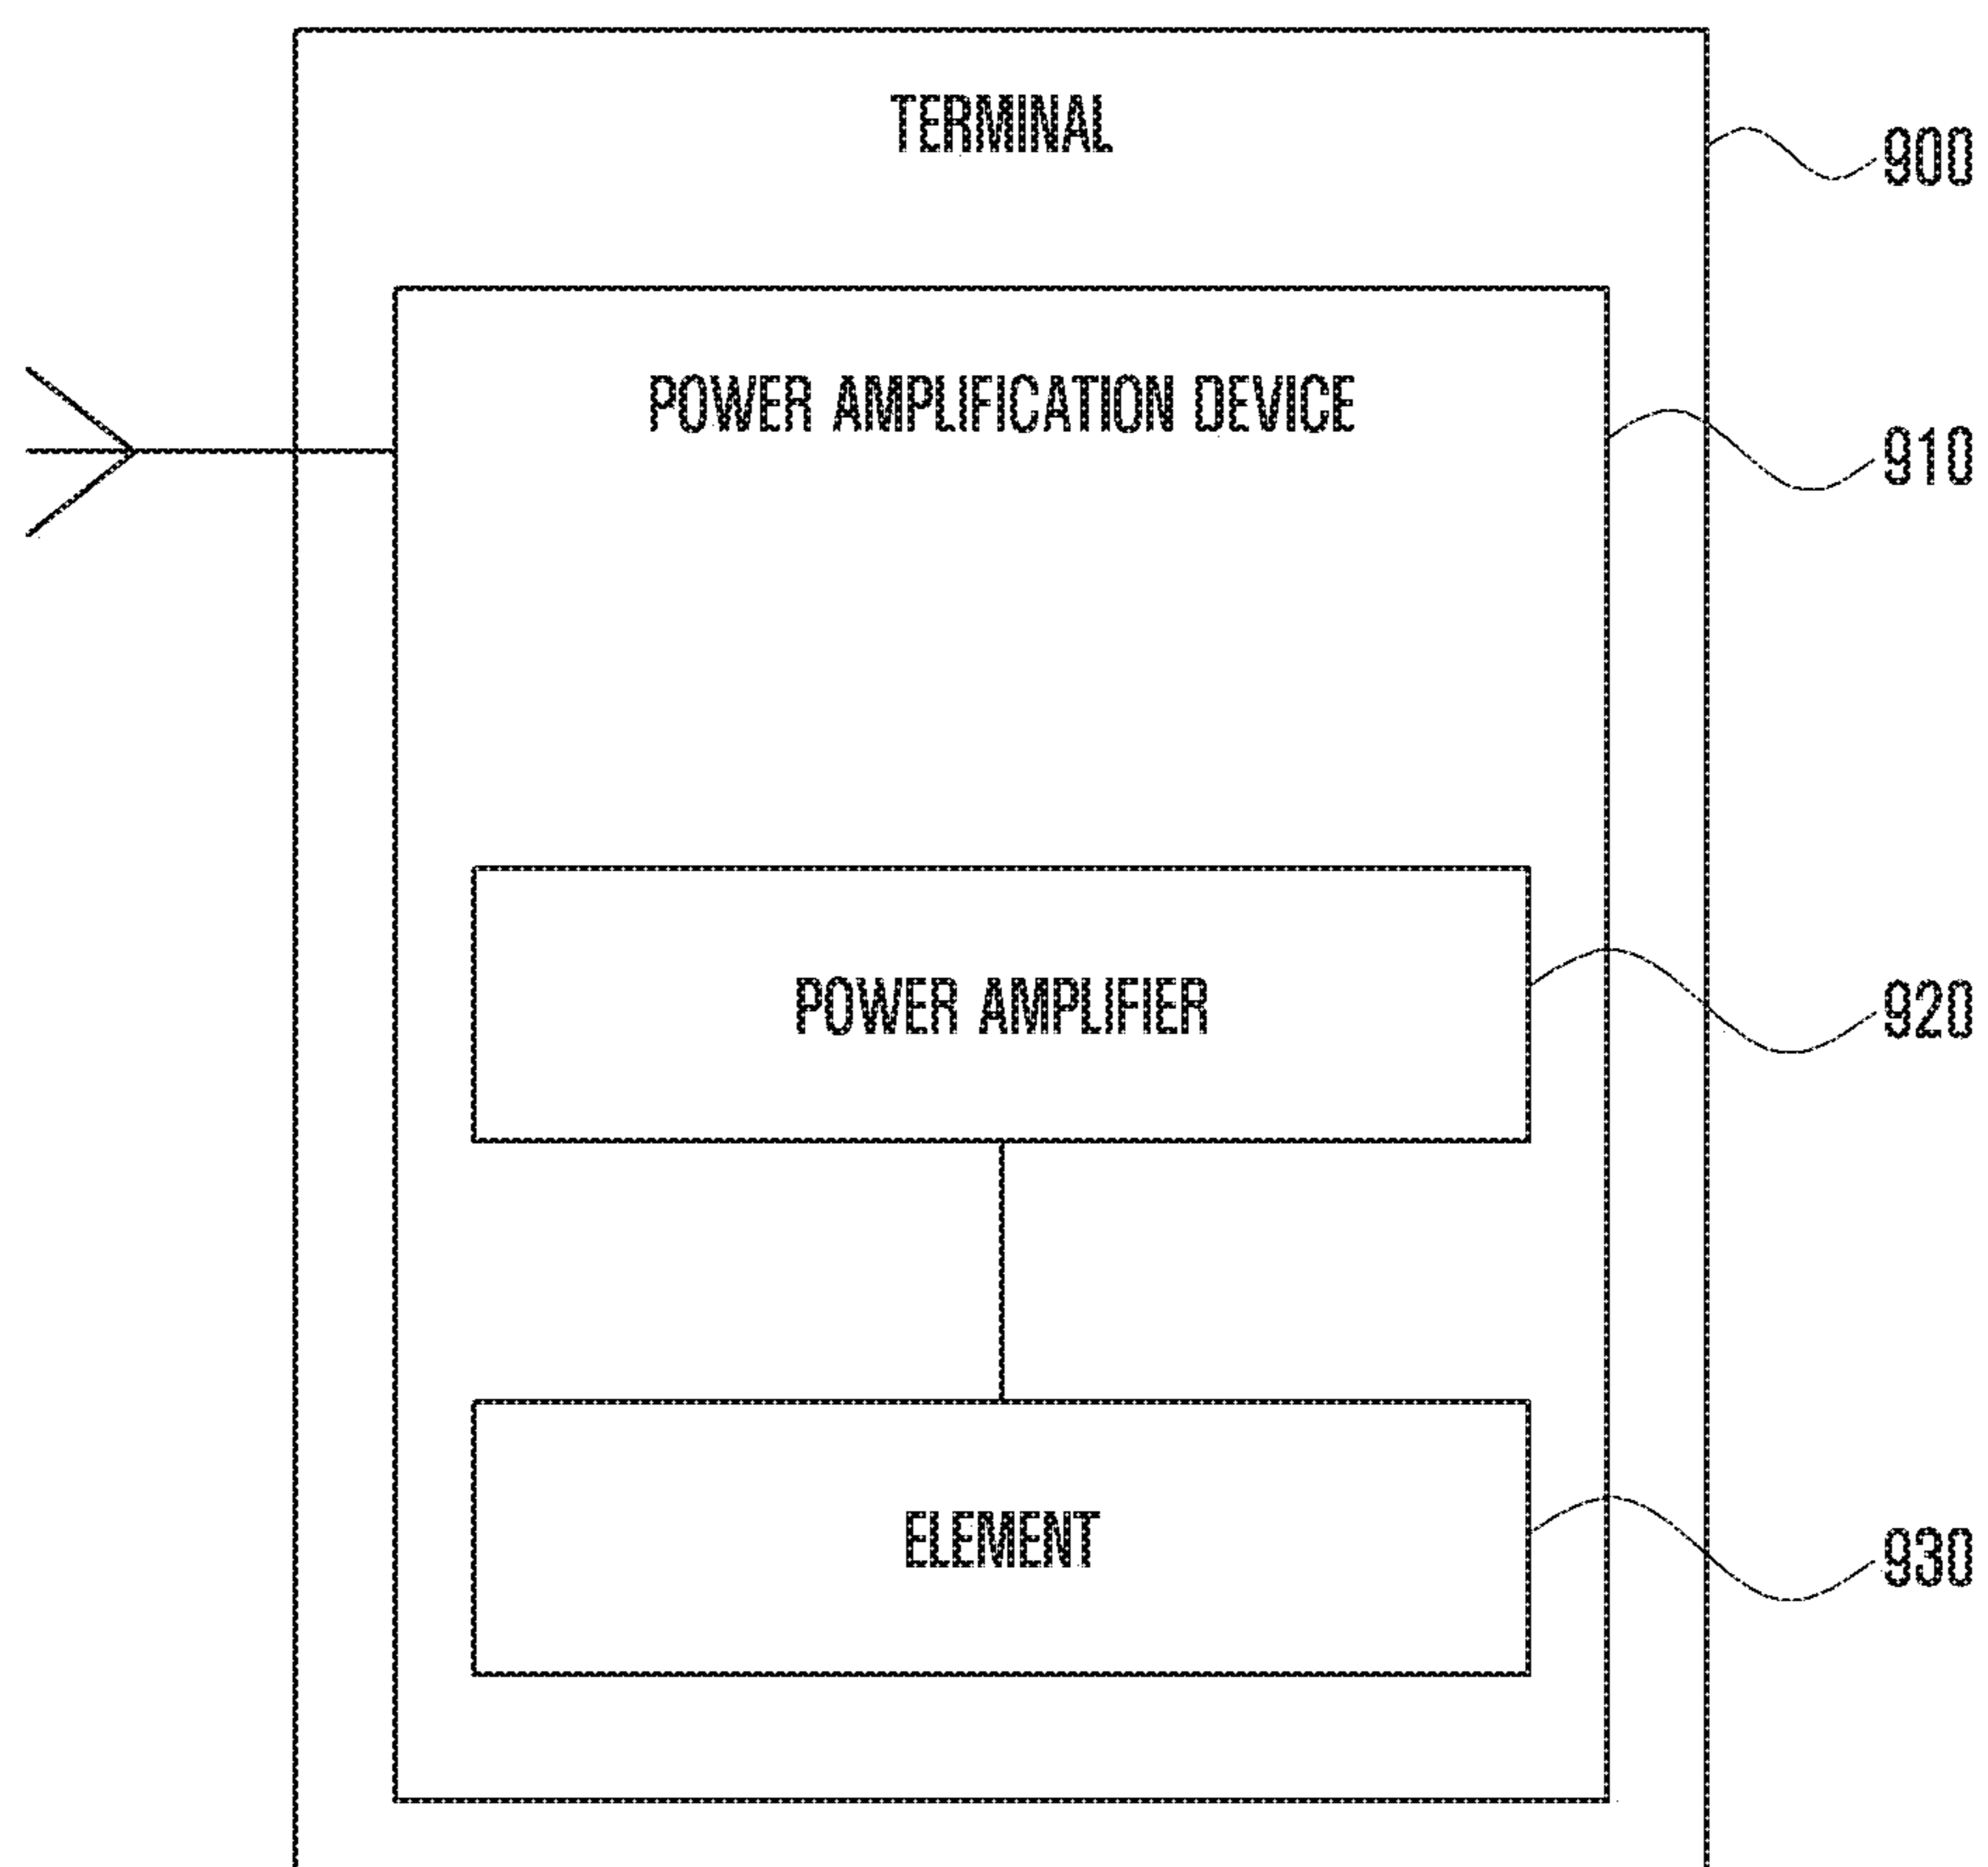 TERMINAL
900
POWER AMPLIFICATION DEVICE
910
POWER AMPLIFIER
920
ELEMENT
930